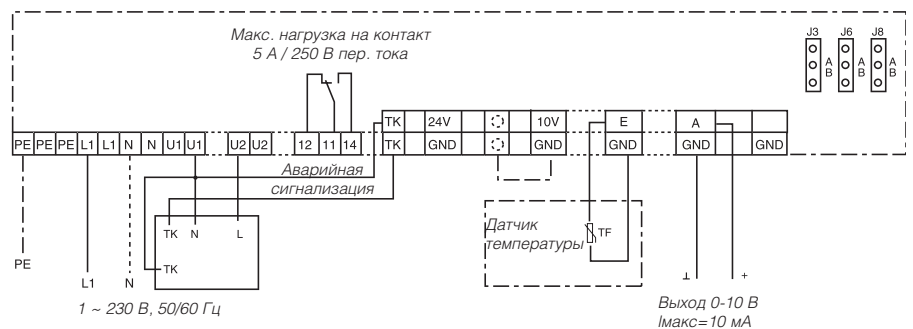 Макс. нагрузка на контакт
5 А / 250 В пер. тока
J3 J6 J8
A B A B A B
TK 24V 10V E A
PE PE PE L1 L1 N N U1 U1 U2 U2 12 11 14 TK GND GND GND GND GND
Аварийная
сигнализация
TK N L
TK
Датчик
температуры
TF
PE
L1 N
⊥ +
1 ~ 230 В, 50/60 Гц
Выход 0-10 В
Iмакс=10 мА